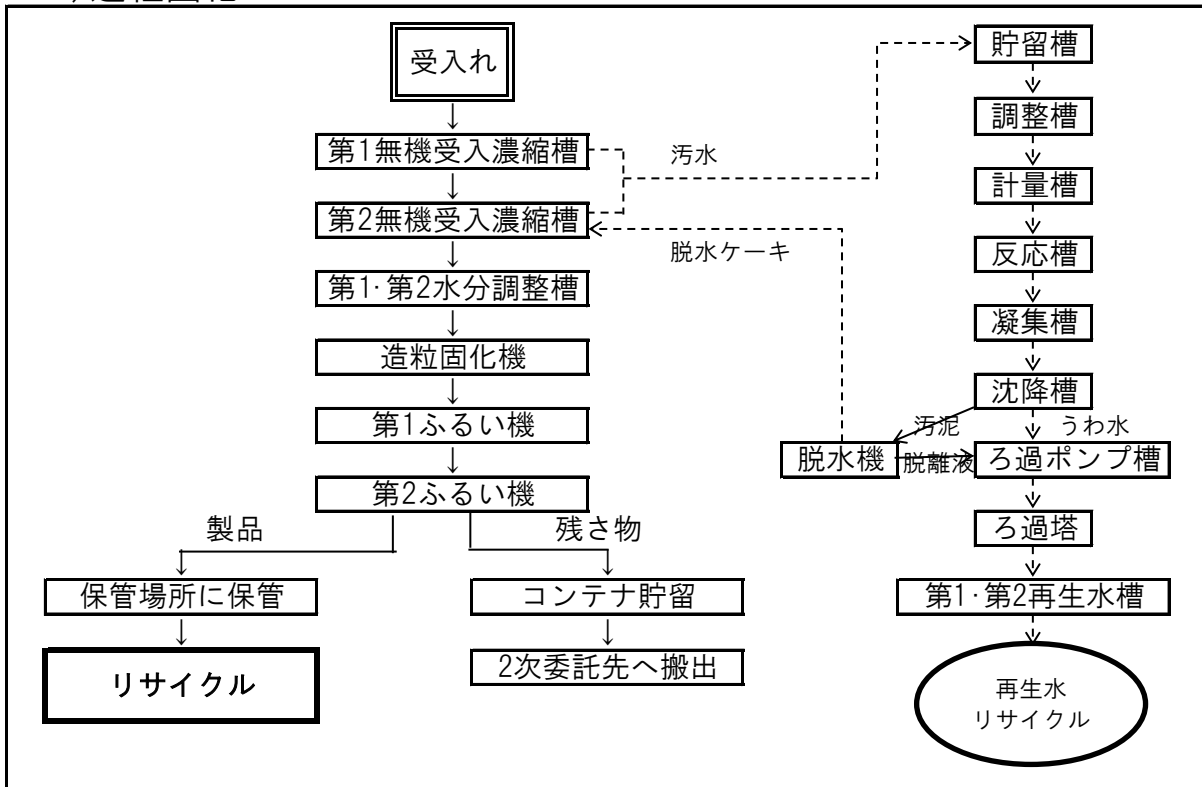 受入れ
第1無機受入濃縮槽
汚水
第2無機受入濃縮槽
脱水ケーキ
第1･第2水分調整槽
造粒固化機
第1ふるい機
第2ふるい機
製品
残さ物
保管場所に保管
コンテナ貯留
リサイクル
2次委託先へ搬出
貯留槽
調整槽
計量槽
反応槽
凝集槽
沈降槽
汚泥
うわ水
脱水機
脱離液
ろ過ポンプ槽
ろ過塔
第1･第2再生水槽
再生水
リサイクル